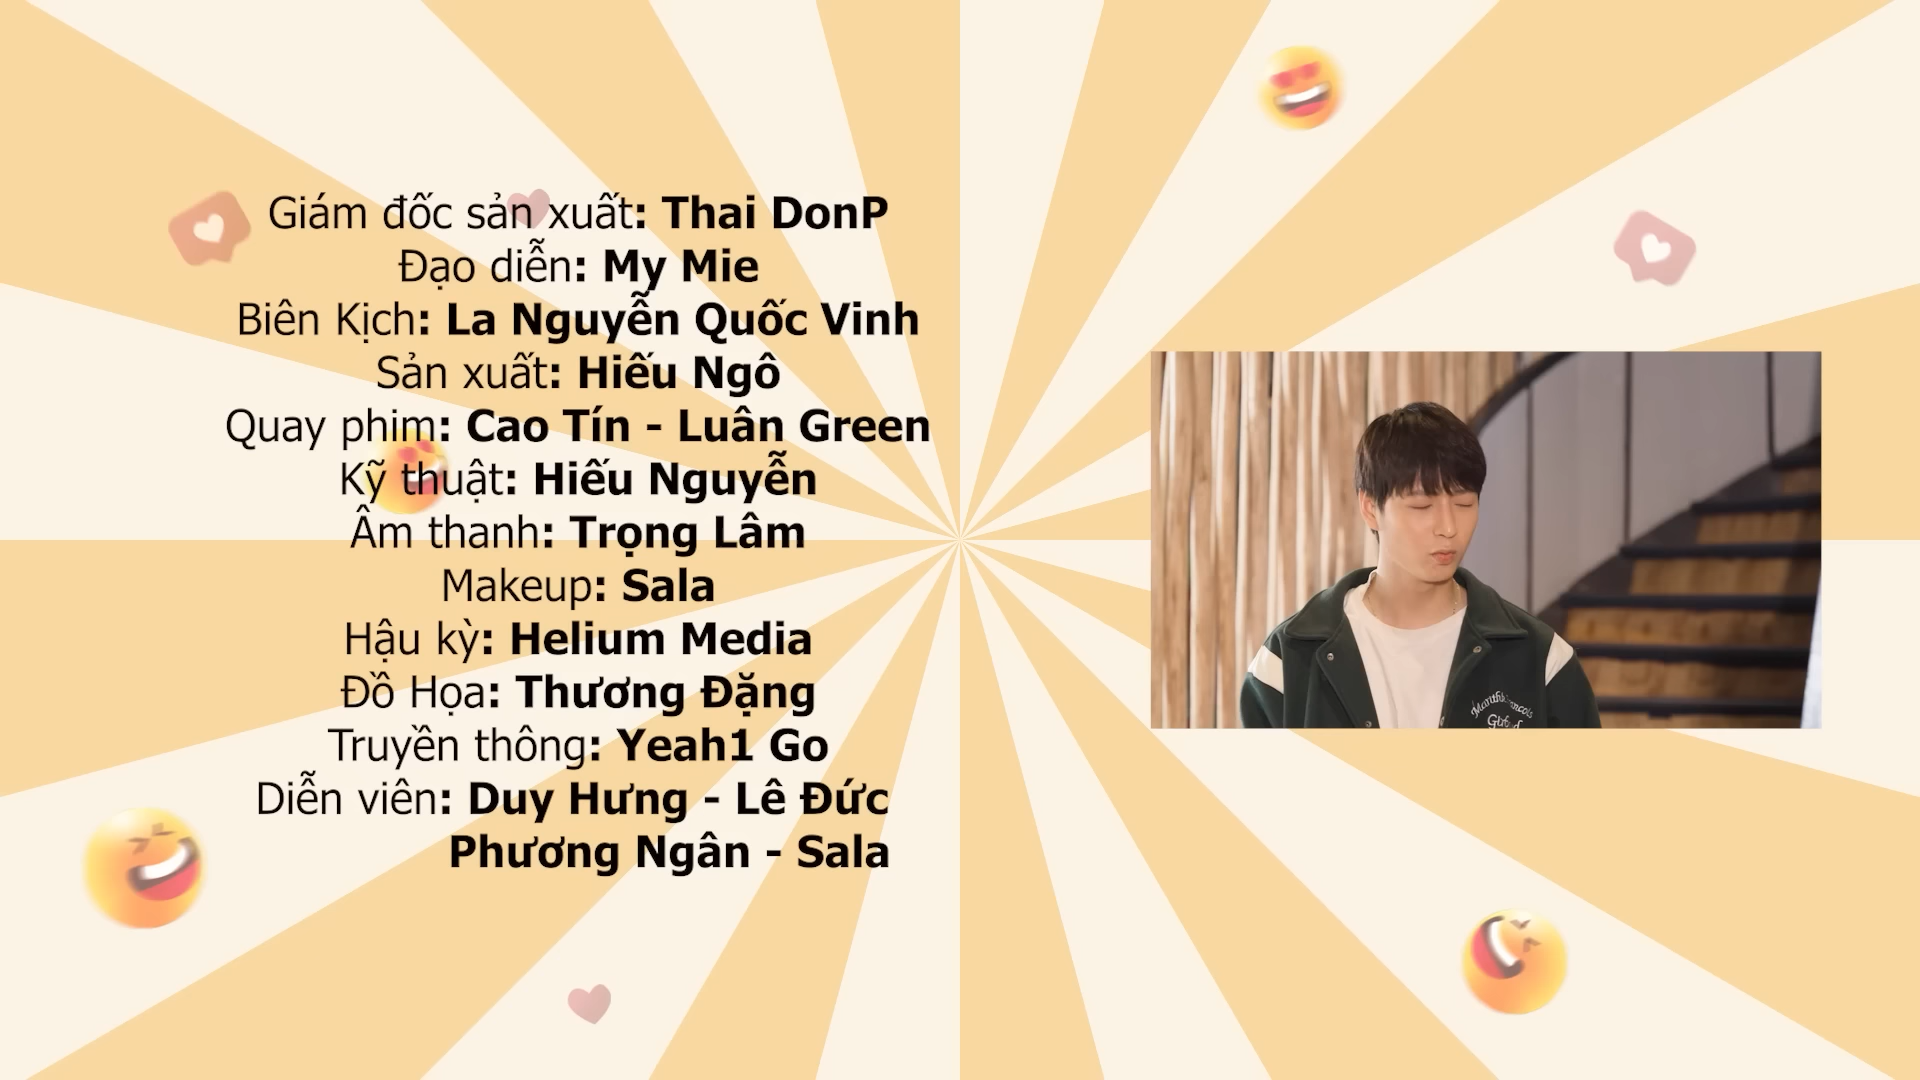 Giám đốc sản xuất: Thai DonP
Đạo diễn: My Mie
Biên Kịch: La Nguyễn Quốc Vinh
Sản xuất: Hiếu Ngô
Quay phim: Cao Tín - Luân Green
Kỹ thuật: Hiếu Nguyễn
Âm thanh: Trọng Lâm
Makeup: Sala
Hậu kỳ: Helium Media
Đồ Họa: Thương Đặng
Truyền thông: Yeah1 Go
Diễn viên: Duy Hưng - Lê Đức
Phương Ngân - Sala